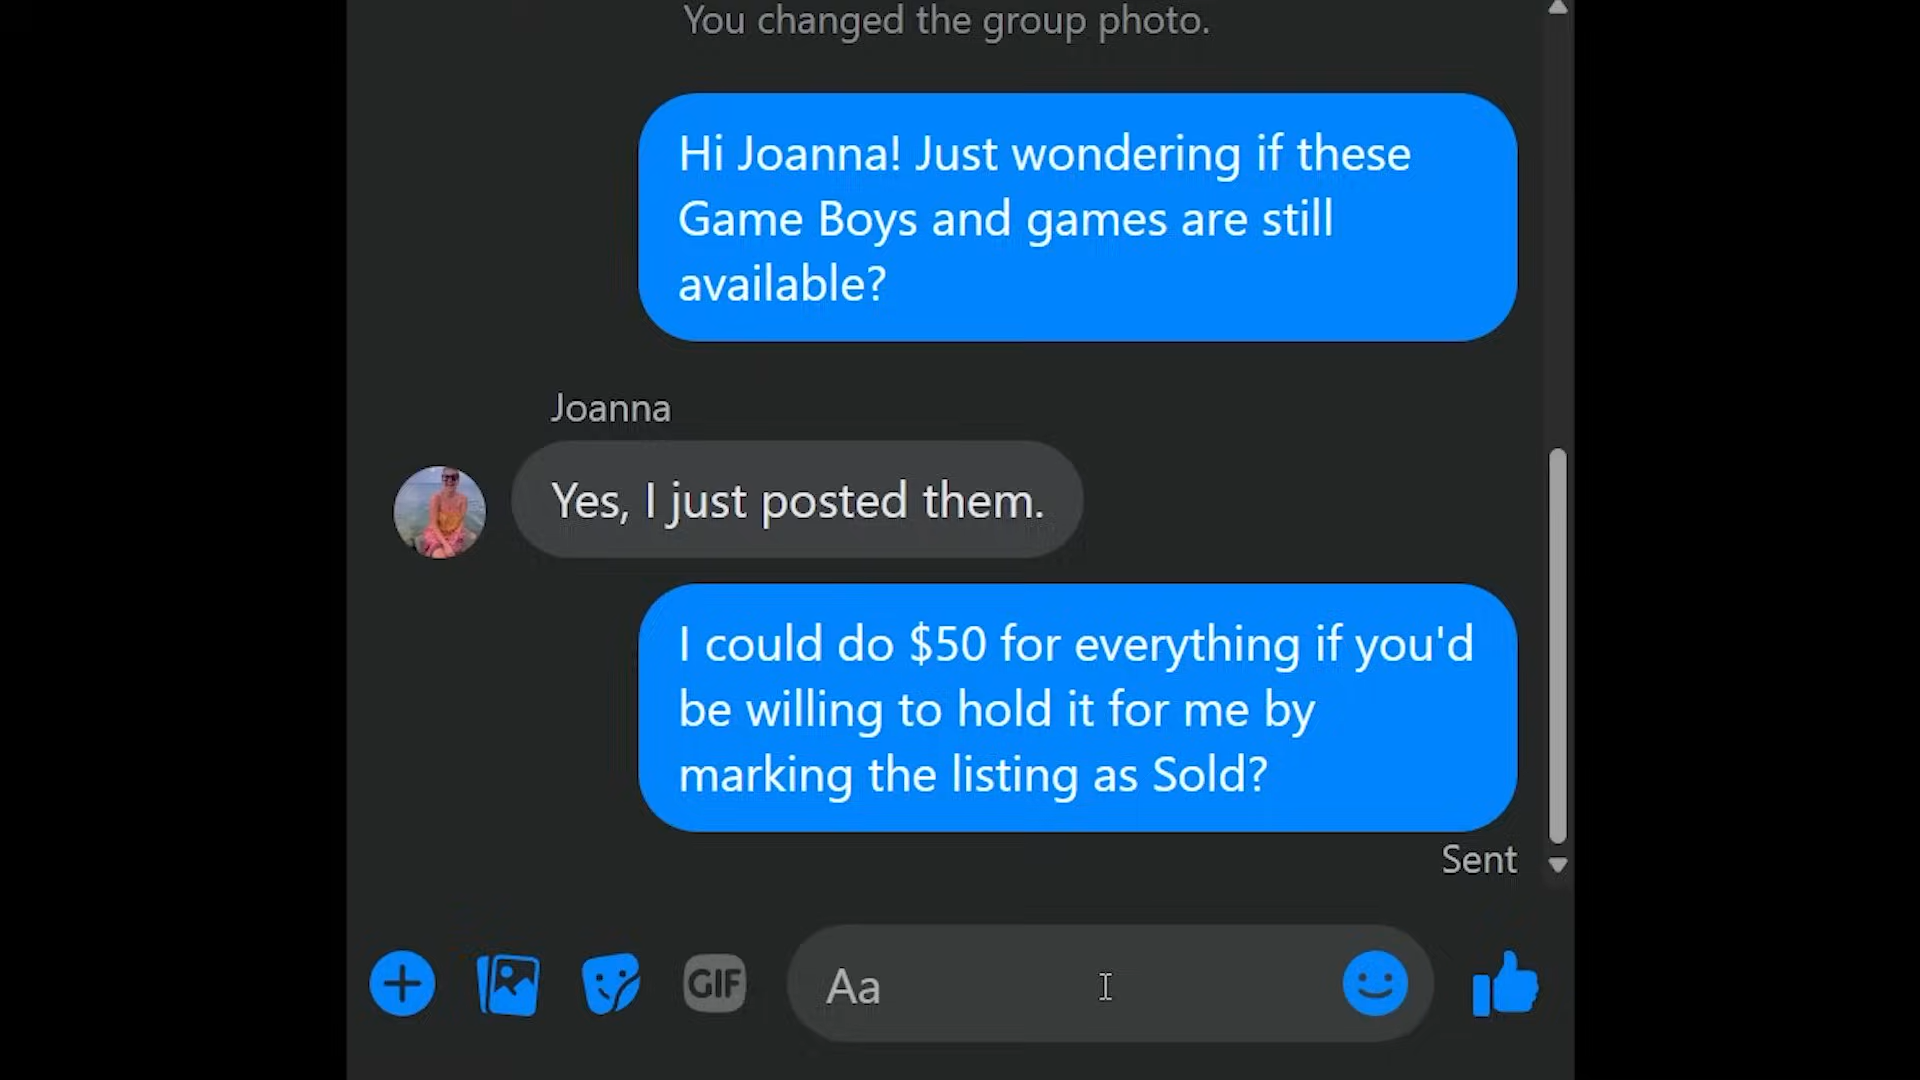 You changed the group photo.
Hi Joanna! Just wondering if these
Game Boys and games are still
available?
Joanna
Yes, I just posted them.
I could do $50 for everything if you'd
be willing to hold it for me by
marking the listing as Sold?
Sent
GIF
Aa